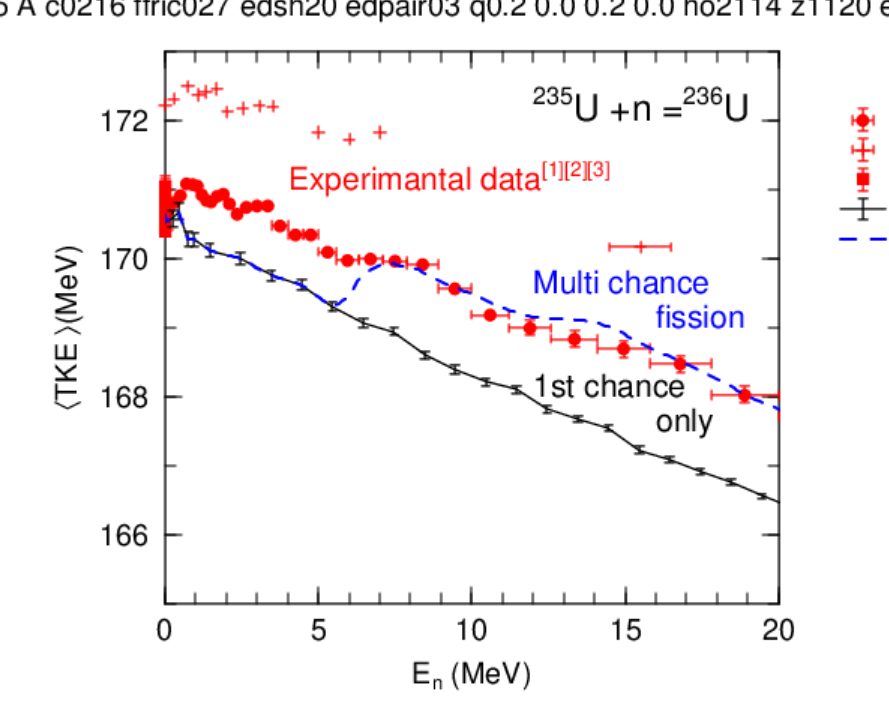 A c0216 ffric027 edsh20 edpair03 q0.2 0.0 0.2 0.0 no2114 z1120
235U +n =236U
172
Experimantal data[1][2][3]
170
Multi chance
fission
⟨TKE ⟩(MeV)
168
1st chance
only
166
0 5 10 15 20
En (MeV)